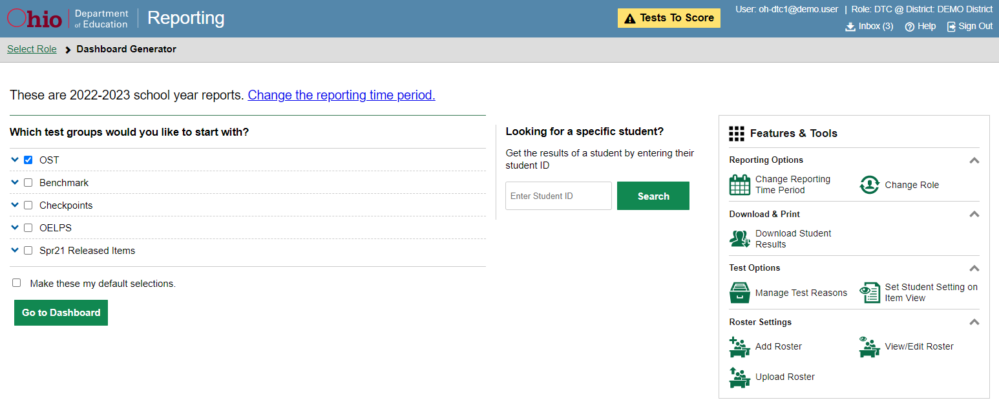 Ohio
Department
of Education
Reporting
Tests To Score
User: oh-dtc1@demo.user | Role: DTC @ District: DEMO District
Inbox (3) Help Sign Out
Select Role Dashboard Generator
These are 2022-2023 school year reports. Change the reporting time period.
Which test groups would you like to start with?
OST
Benchmark
Checkpoints
OELPS
Spr21 Released Items
Make these my default selections.
Go to Dashboard
Looking for a specific student?
Get the results of a student by entering their
student ID
Enter Student ID
Search
Features & Tools
Reporting Options
Change Reporting
Time Period
Change Role
Download & Print
Download Student
Results
Test Options
Manage Test Reasons
Set Student Setting on
Item View
Roster Settings
Add Roster
View/Edit Roster
Upload Roster